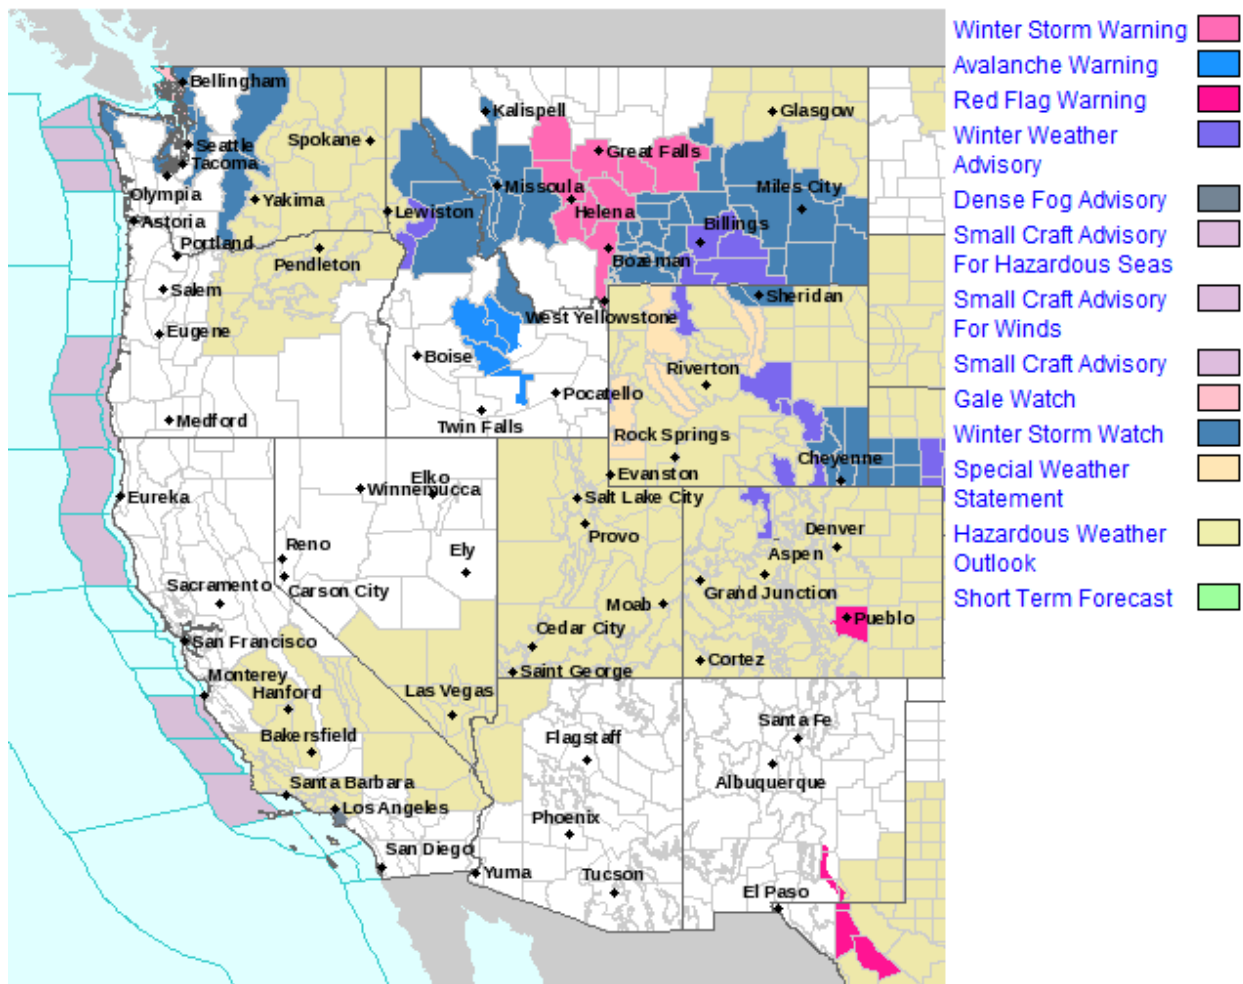 Bellingham
Seattle
Tacoma
Olympia
Astoria
Portland
Salem
Eugene
Medford
Spokane
Yakima
Pendleton
Lewiston
Kalispell
Missoula
Great Falls
Helena
Bozeman
Glasgow
Miles City
Billings
West Yellowstone
Boise
Pocatello
Twin Falls
Sheridan
Riverton
Rock Springs
Evanston
Cheyenne
Eureka
Winnemucca
Elko
Reno
Ely
Carson City
Sacramento
San Francisco
Monterey
Hanford
Bakersfield
Las Vegas
Santa Barbara
Los Angeles
San Diego
Salt Lake City
Provo
Moab
Cedar City
Saint George
Denver
Aspen
Grand Junction
Pueblo
Cortez
Flagstaff
Phoenix
Yuma
Tucson
Santa Fe
Albuquerque
El Paso
Winter Storm Warning
Avalanche Warning
Red Flag Warning
Winter Weather
Advisory
Dense Fog Advisory
Small Craft Advisory
For Hazardous Seas
Small Craft Advisory
For Winds
Small Craft Advisory
Gale Watch
Winter Storm Watch
Special Weather
Statement
Hazardous Weather
Outlook
Short Term Forecast